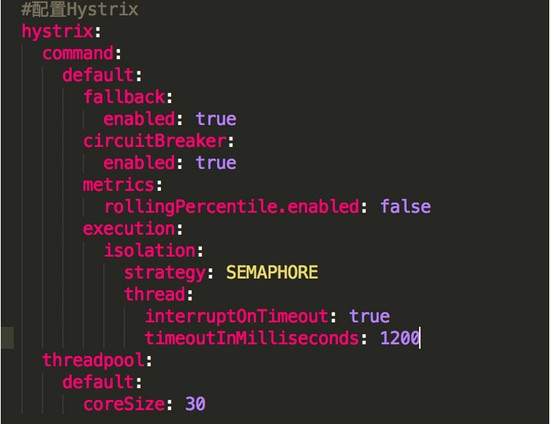 #配置Hystrix
hystrix:
  command:
    default:
      fallback:
        enabled: true
      circuitBreaker:
        enabled: true
      metrics:
        rollingPercentile.enabled: false
      execution:
        isolation:
          strategy: SEMAPHORE
          thread:
            interruptOnTimeout: true
            timeoutInMilliseconds: 1200
  threadpool:
    default:
      coreSize: 30